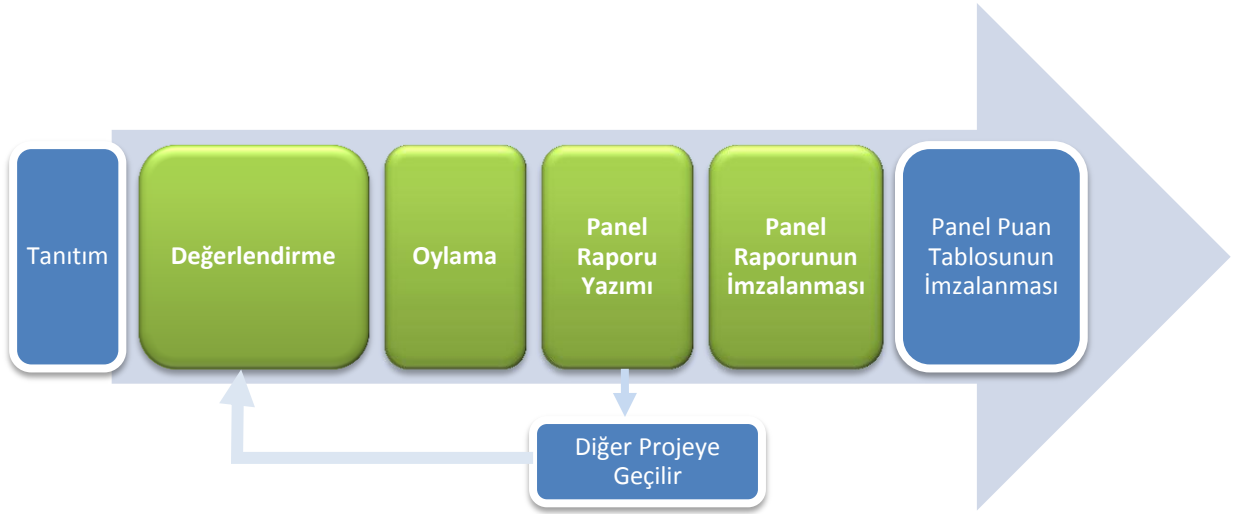 Tanıtım
Değerlendirme
Oylama
Panel
Raporu
Yazımı
Panel
Raporunun
İmzalanması
Panel Puan
Tablosunun
İmzalanması
Diğer Projeye
Geçilir